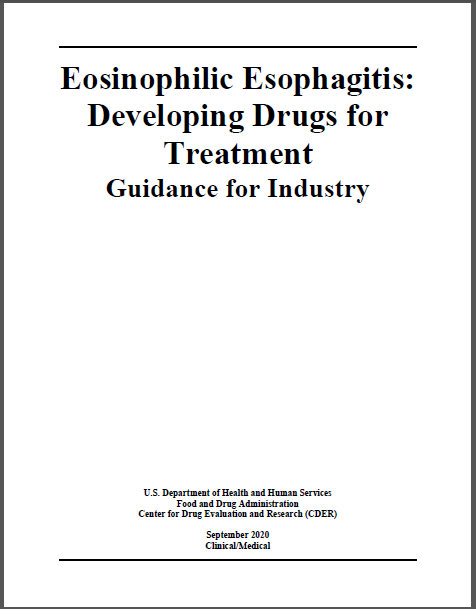 Eosinophilic Esophagitis:
Developing Drugs for
Treatment
Guidance for Industry
U.S. Department of Health and Human Services
Food and Drug Administration
Center for Drug Evaluation and Research (CDER)
September 2020
Clinical/Medical